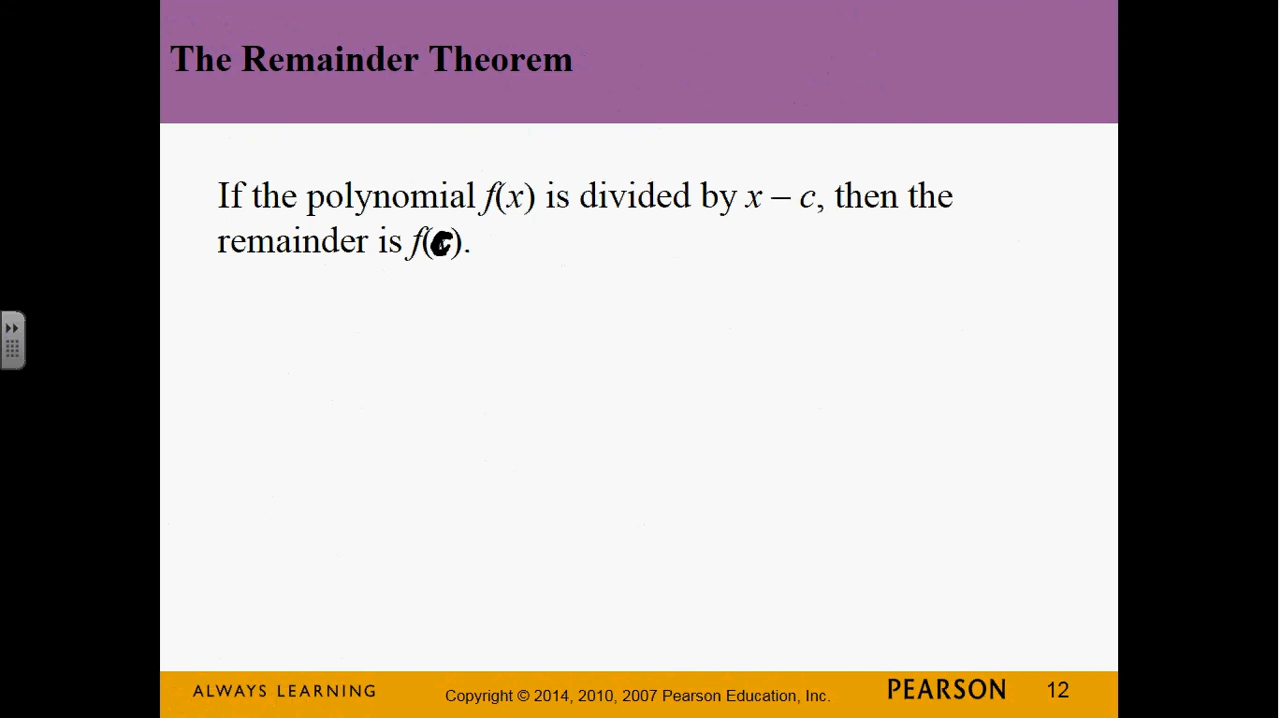 The Remainder Theorem
If the polynomial f(x) is divided by x – c, then the
remainder is f(c).
ALWAYS LEARNING
Copyright © 2014, 2010, 2007 Pearson Education, Inc.
PEARSON
12